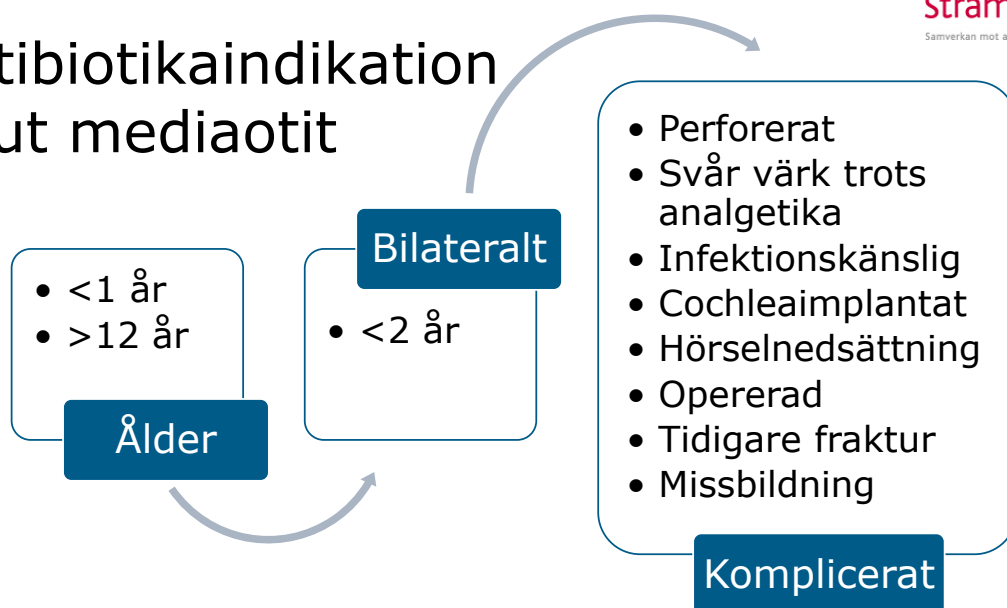 tibiotikaindikation
ut mediaotit
Stram
Samverkan mot a
• <1 år
• >12 år
Ålder
Bilateralt
• <2 år
• Perforerat
• Svår värk trots
analgetika
• Infektionskänslig
• Cochleaimplantat
• Hörselnedsättning
• Opererad
• Tidigare fraktur
• Missbildning
Komplicerat